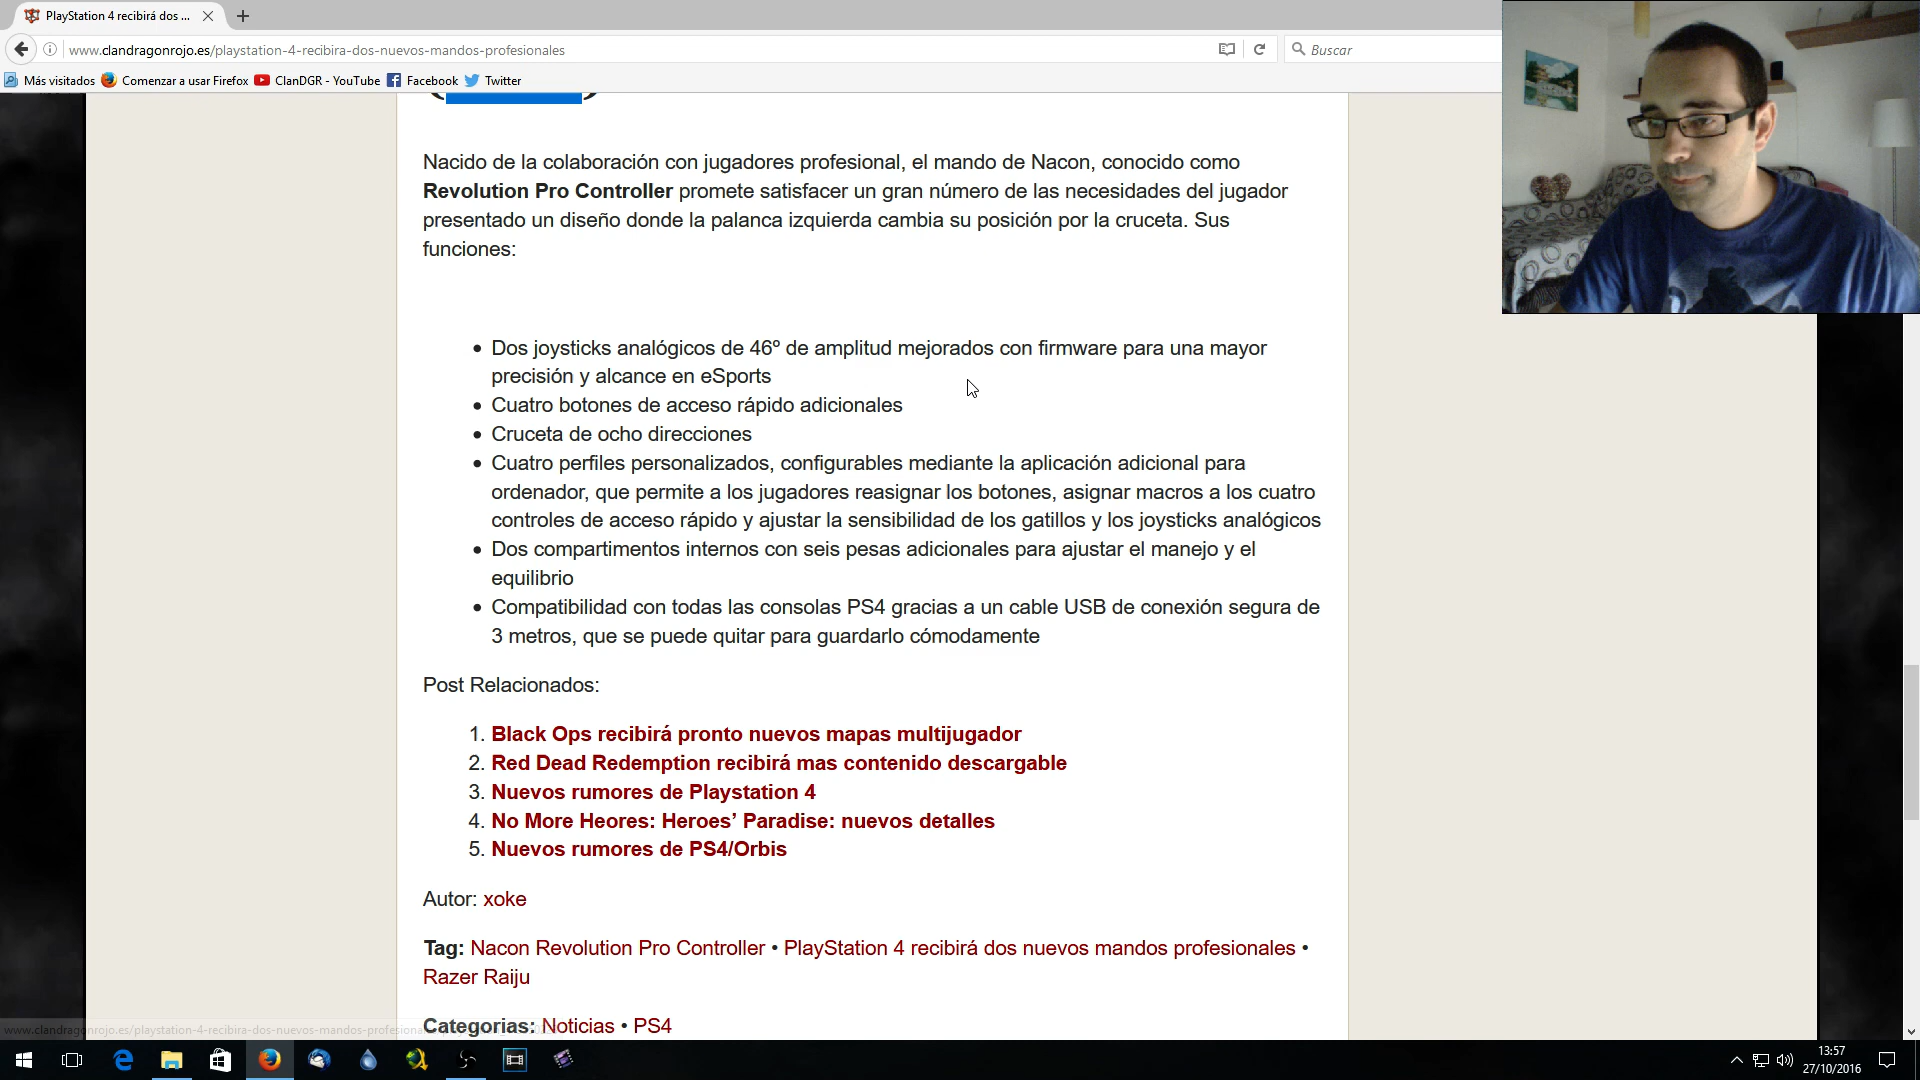 PlayStation 4 recibirá dos ...
www.clandragonrojo.es/playstation-4-recibira-dos-nuevos-mandos-profesionales
Buscar
Más visitados
Comenzar a usar Firefox
ClanDGR - YouTube
Facebook
Twitter
Nacido de la colaboración con jugadores profesional, el mando de Nacon, conocido como
Revolution Pro Controller promete satisfacer un gran número de las necesidades del jugador
presentado un diseño donde la palanca izquierda cambia su posición por la cruceta. Sus
funciones:
• Dos joysticks analógicos de 46º de amplitud mejorados con firmware para una mayor
precisión y alcance en eSports
• Cuatro botones de acceso rápido adicionales
• Cruceta de ocho direcciones
• Cuatro perfiles personalizados, configurables mediante la aplicación adicional para
ordenador, que permite a los jugadores reasignar los botones, asignar macros a los cuatro
controles de acceso rápido y ajustar la sensibilidad de los gatillos y los joysticks analógicos
• Dos compartimentos internos con seis pesas adicionales para ajustar el manejo y el
equilibrio
• Compatibilidad con todas las consolas PS4 gracias a un cable USB de conexión segura de
3 metros, que se puede quitar para guardarlo cómodamente
Post Relacionados:
1. Black Ops recibirá pronto nuevos mapas multijugador
2. Red Dead Redemption recibirá mas contenido descargable
3. Nuevos rumores de Playstation 4
4. No More Heores: Heroes’ Paradise: nuevos detalles
5. Nuevos rumores de PS4/Orbis
Autor: xoke
Tag: Nacon Revolution Pro Controller • PlayStation 4 recibirá dos nuevos mandos profesionales •
Razer Raiju
Categorias: Noticias • PS4
www.clandragonrojo.es/playstation-4-recibira-dos-nuevos-mandos-profesional
13:57
27/10/2016